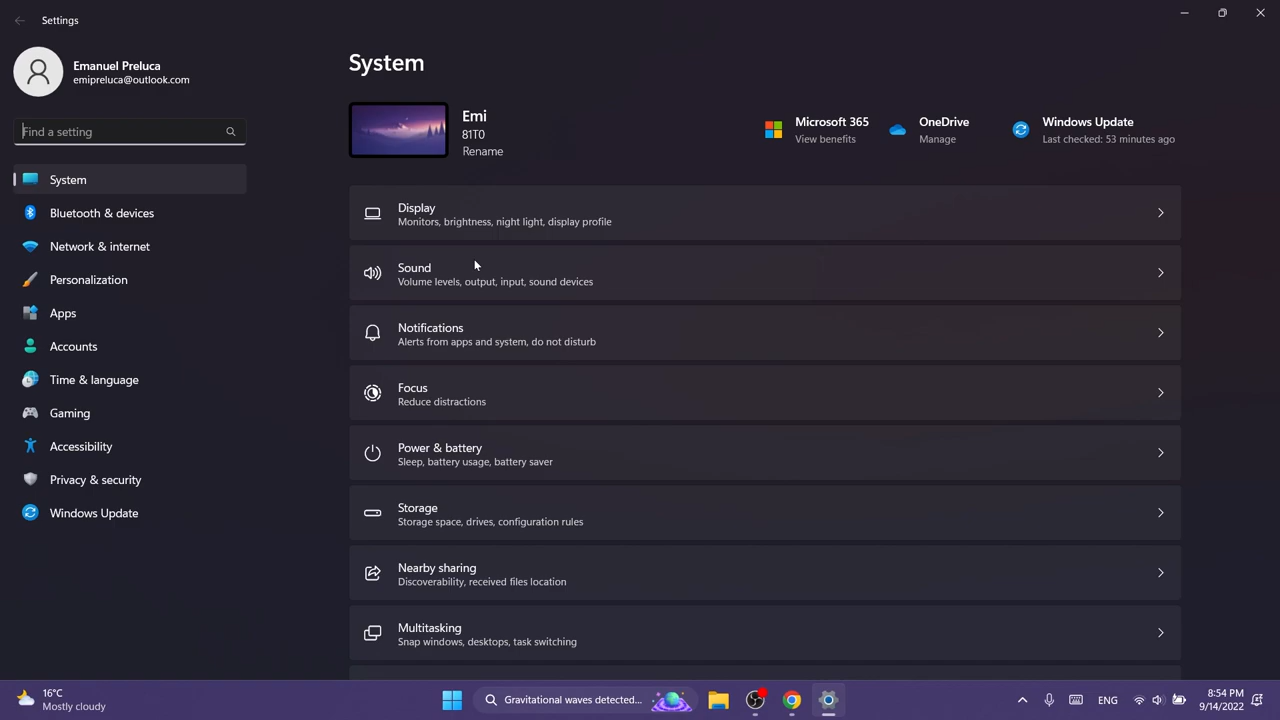 Settings
Emanuel Preluca
emipreluca@outlook.com
Find a setting
System
Bluetooth & devices
Network & internet
Personalization
Apps
Accounts
Time & language
Gaming
Accessibility
Privacy & security
Windows Update
System
Emi
81T0
Rename
Microsoft 365
View benefits
OneDrive
Manage
Windows Update
Last checked: 53 minutes ago
Display
Monitors, brightness, night light, display profile
Sound
Volume levels, output, input, sound devices
Notifications
Alerts from apps and system, do not disturb
Focus
Reduce distractions
Power & battery
Sleep, battery usage, battery saver
Storage
Storage space, drives, configuration rules
Nearby sharing
Discoverability, received files location
Multitasking
Snap windows, desktops, task switching
16°C
Mostly cloudy
Gravitational waves detected...
ENG
8:54 PM
9/14/2022